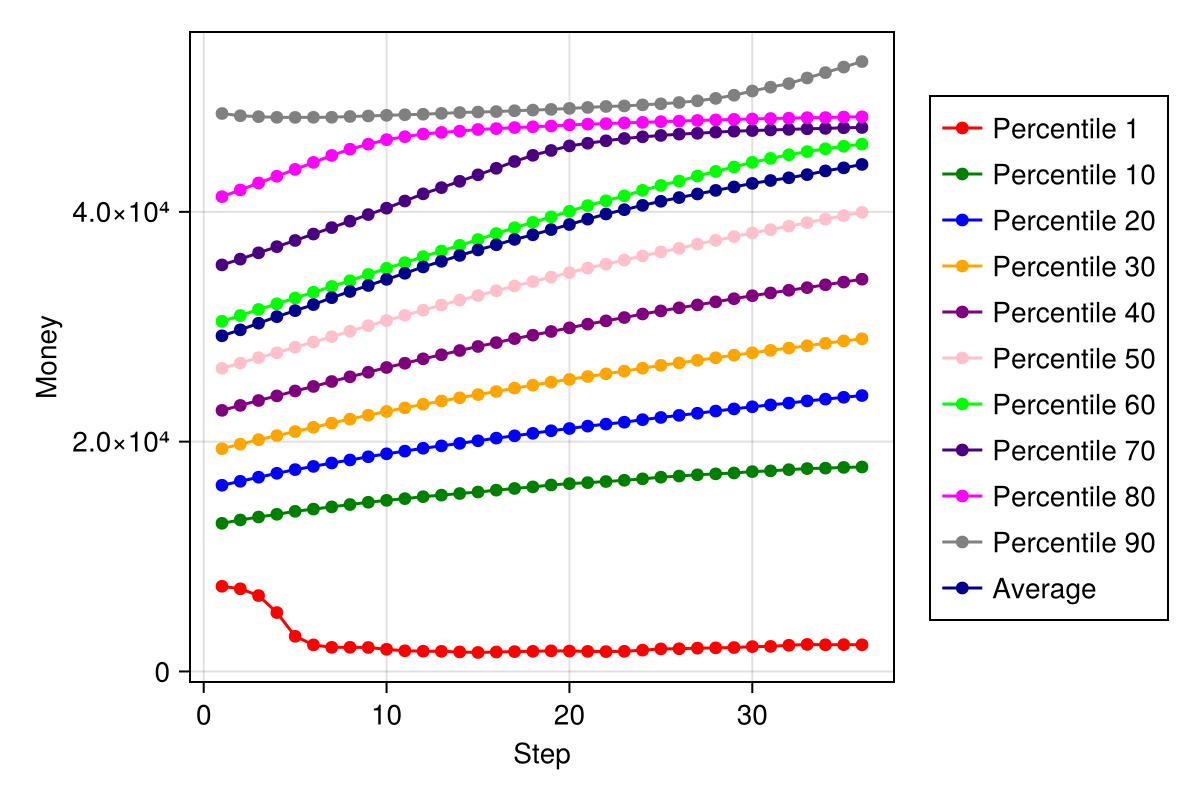 Money
4.0×10⁴
2.0×10⁴
0
0 10 20 30
Step
Percentile 1
Percentile 10
Percentile 20
Percentile 30
Percentile 40
Percentile 50
Percentile 60
Percentile 70
Percentile 80
Percentile 90
Average